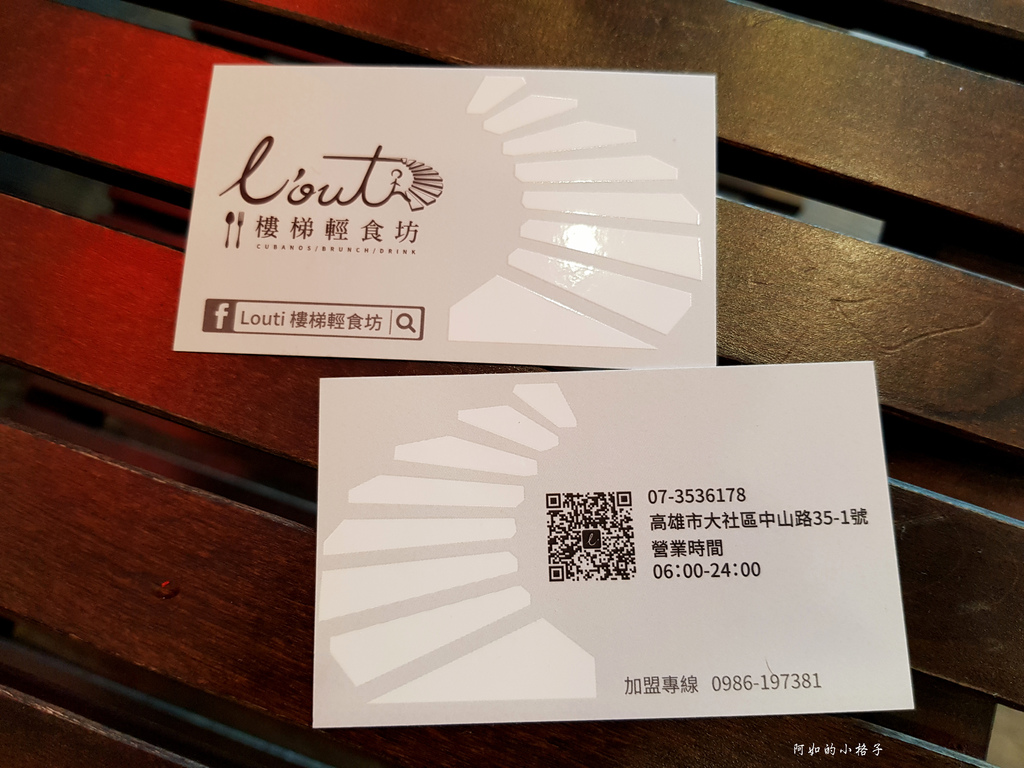 L'outi
樓梯輕食坊
CUBANOS/BRUNCH/DRINK
f Louti 樓梯輕食坊
07-3536178
高雄市大社區中山路35-1號
營業時間
06:00-24:00
加盟專線 0986-197381
阿如的小格子